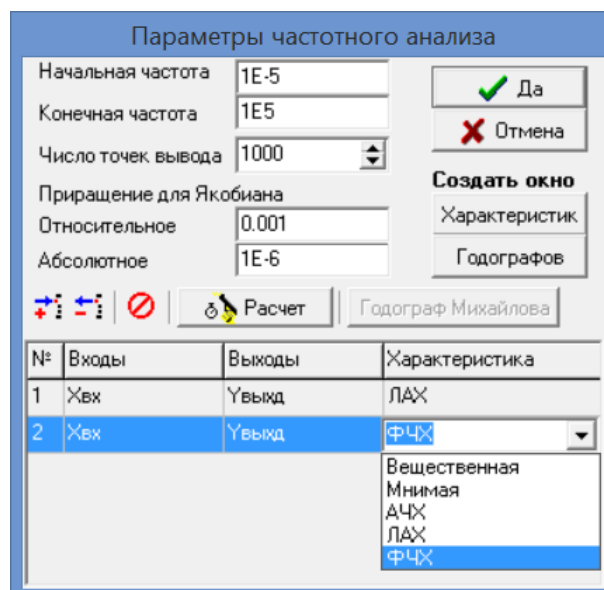 Параметры частотного анализа
Начальная частота 1E-5
Да
Конечная частота 1E5
Отмена
Число точек вывода 1000
Создать окно
Приращение для Якобиана
Характеристик
Относительное 0.001
Абсолютное 1E-6
Годографов
Расчет Годограф Михайлова
№ Входы Выходы Характеристика
1 Xвх Yвыхд ЛАХ
2 Xвх Yвыхд ФЧХ
Вещественная
Мнимая
АЧХ
ЛАХ
ФЧХ